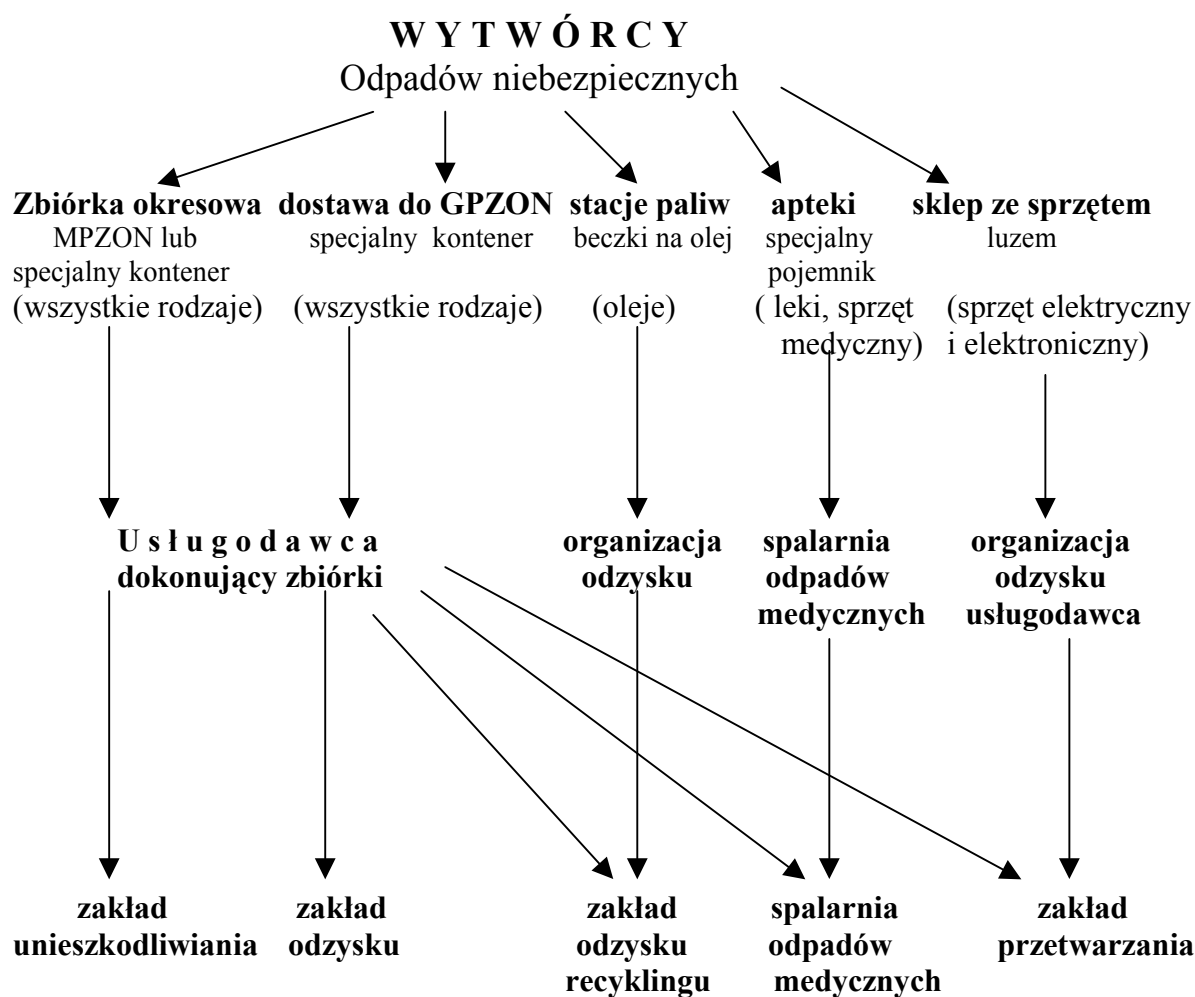 W Y T W Ó R C Y
Odpadów niebezpiecznych
Zbiórka okresowa dostawa do GPZON stacje paliw apteki sklep ze sprzętem
MPZON lub specjalny kontener beczki na olej specjalny luzem
specjalny kontener pojemnik
(wszystkie rodzaje) (wszystkie rodzaje) (oleje) ( leki, sprzęt (sprzęt elektryczny
medyczny) i elektroniczny)
U s ł u g o d a w c a organizacja spalarnia organizacja
dokonujący zbiórki odzysku odpadów odzysku
medycznych usługodawca
zakład zakład zakład spalarnia zakład
unieszkodliwiania odzysku odzysku odpadów przetwarzania
recyklingu medycznych